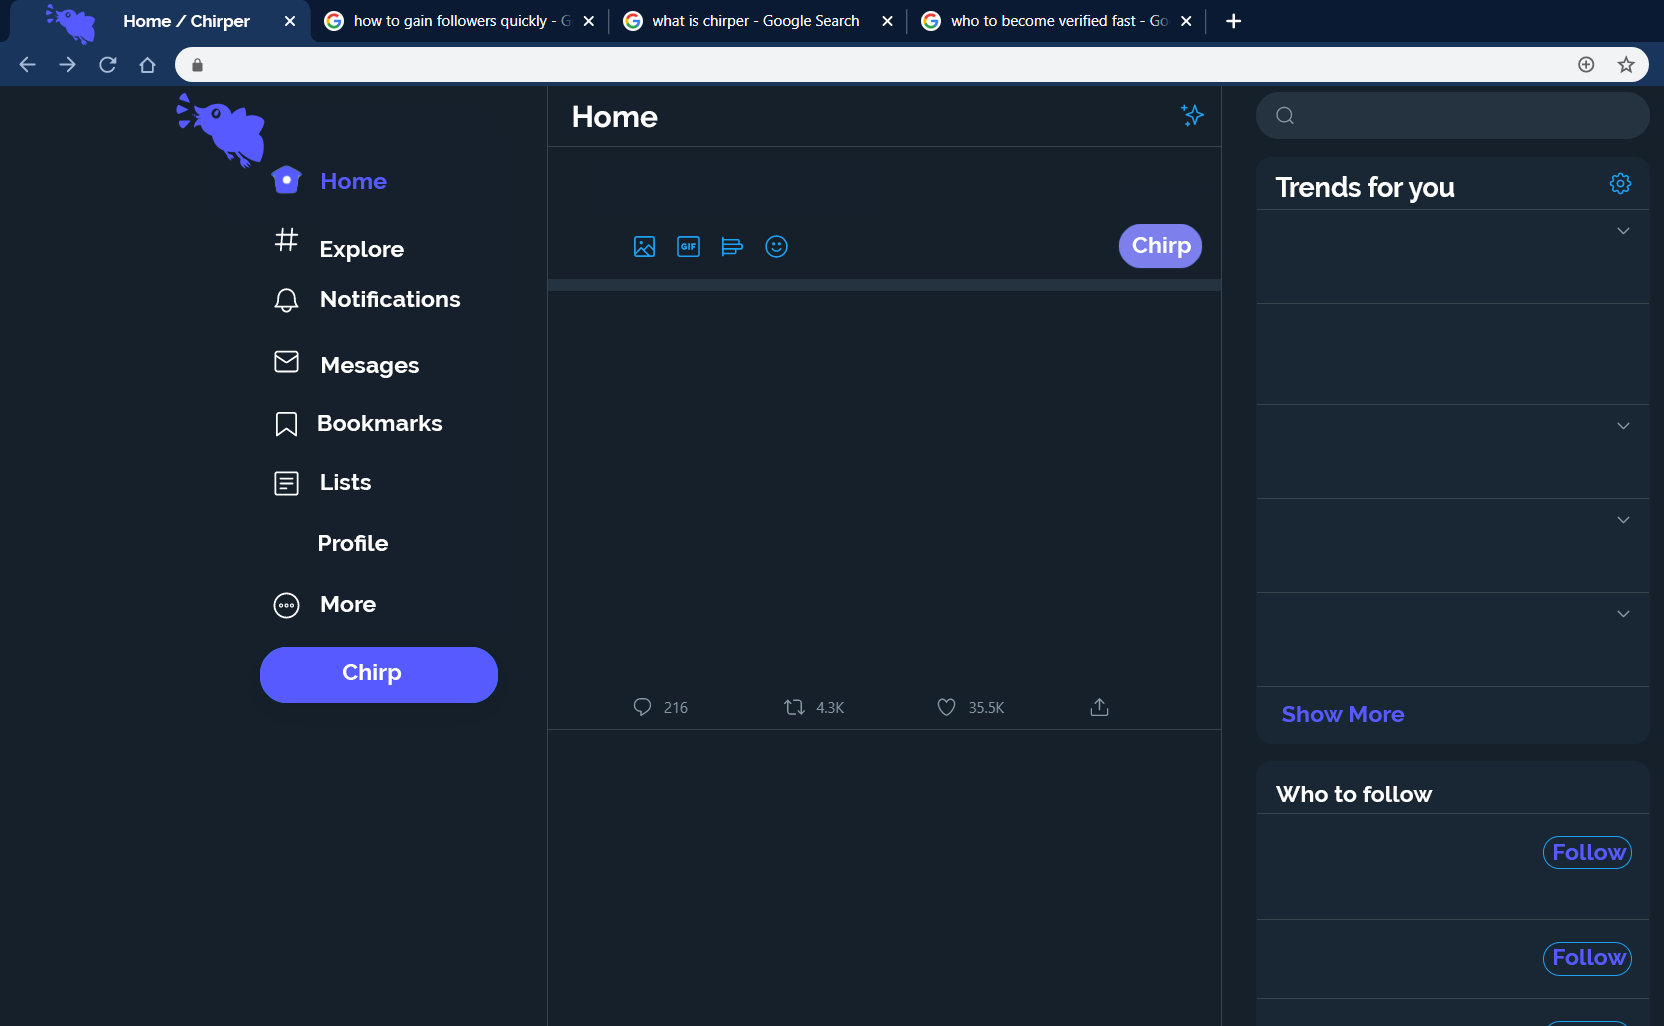 Home / Chirper
how to gain followers quickly - G
what is chirper - Google Search
who to become verified fast - Go
Home
Explore
Notifications
Mesages
Bookmarks
Lists
Profile
More
Chirp
Home
GIF
Chirp
216 4.3K 35.5K
Trends for you
Show More
Who to follow
Follow
Follow